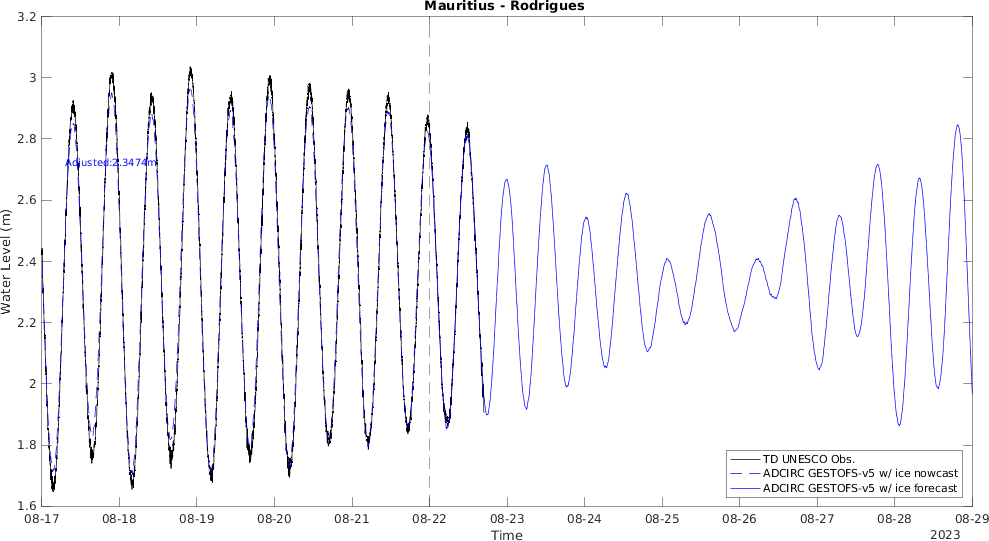 Mauritius - Rodrigues
3.2
3
2.8
2.6
2.4
2.2
2
1.8
1.6
Water Level (m)
Adjusted:2.3474m
TD UNESCO Obs.
ADCIRC GESTOFS-v5 w/ ice nowcast
ADCIRC GESTOFS-v5 w/ ice forecast
08-17 08-18 08-19 08-20 08-21 08-22 08-23 08-24 08-25 08-26 08-27 08-28 08-29
Time
2023